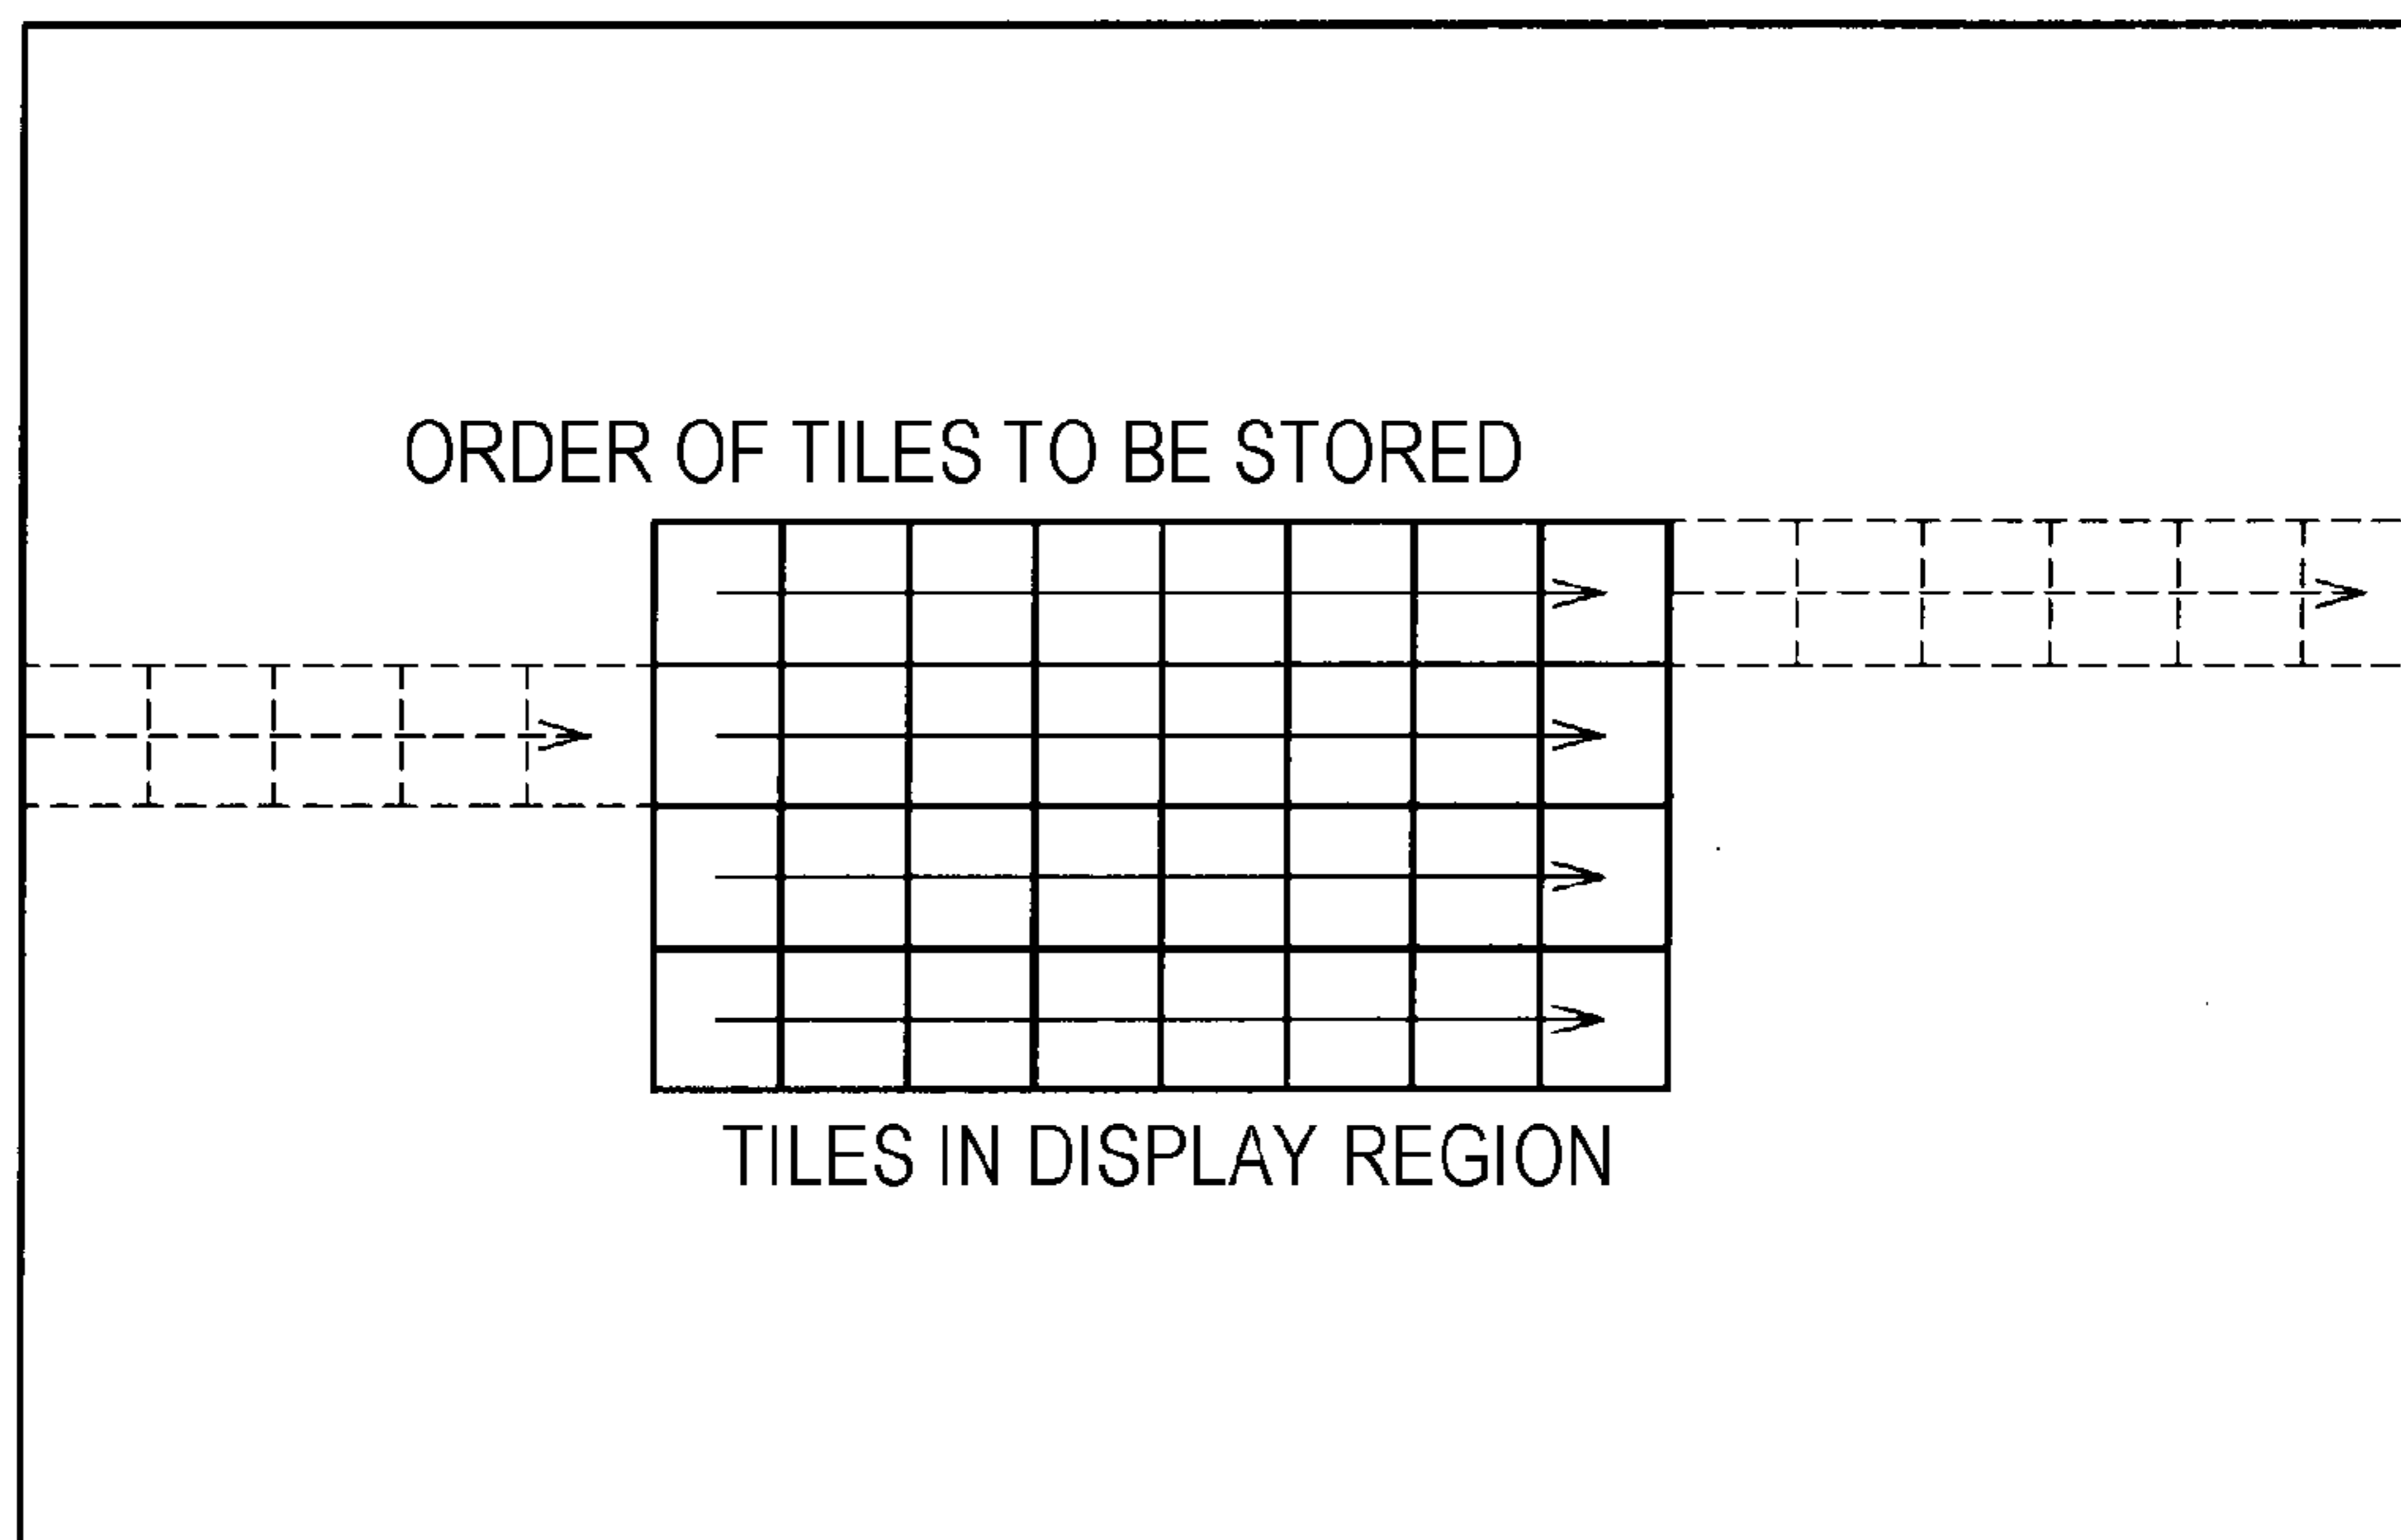 ORDER OF TILES TO BE STORED
TILES IN DISPLAY REGION